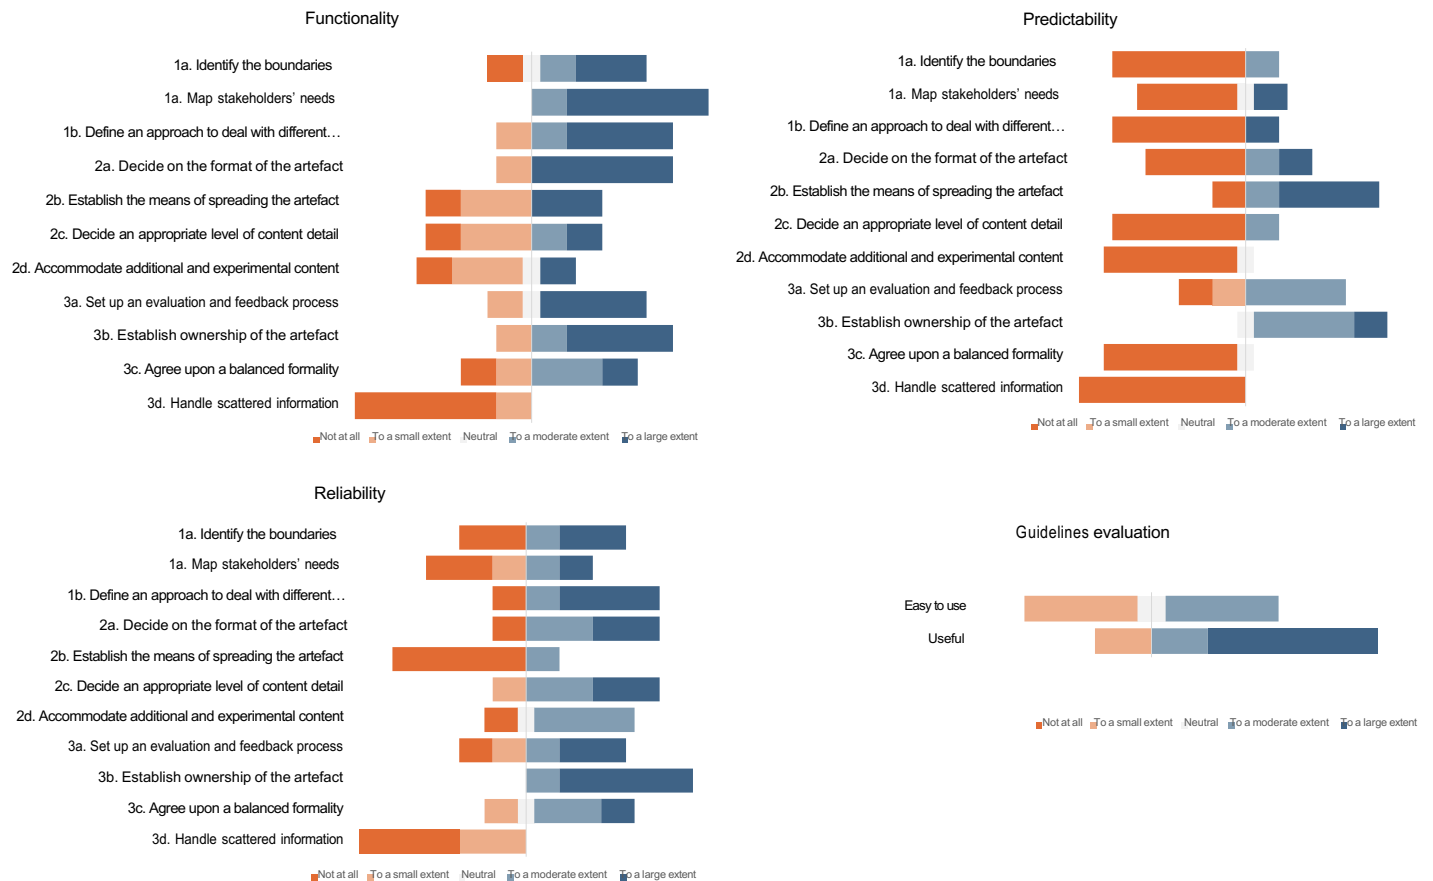 Functionality
1a. Identify the boundaries
1a. Map stakeholders’ needs
1b. Define an approach to deal with different…
2a. Decide on the format of the artefact
2b. Establish the means of spreading the artefact
2c. Decide an appropriate level of content detail
2d. Accommodate additional and experimental content
3a. Set up an evaluation and feedback process
3b. Establish ownership of the artefact
3c. Agree upon a balanced formality
3d. Handle scattered information
Not at all To a small extent Neutral To a moderate extent To a large extent
Predictability
1a. Identify the boundaries
1a. Map stakeholders’ needs
1b. Define an approach to deal with different…
2a. Decide on the format of the artefact
2b. Establish the means of spreading the artefact
2c. Decide an appropriate level of content detail
2d. Accommodate additional and experimental content
3a. Set up an evaluation and feedback process
3b. Establish ownership of the artefact
3c. Agree upon a balanced formality
3d. Handle scattered information
Not at all To a small extent Neutral To a moderate extent To a large extent
Reliability
1a. Identify the boundaries
1a. Map stakeholders’ needs
1b. Define an approach to deal with different…
2a. Decide on the format of the artefact
2b. Establish the means of spreading the artefact
2c. Decide an appropriate level of content detail
2d. Accommodate additional and experimental content
3a. Set up an evaluation and feedback process
3b. Establish ownership of the artefact
3c. Agree upon a balanced formality
3d. Handle scattered information
Not at all To a small extent Neutral To a moderate extent To a large extent
Guidelines evaluation
Easy to use
Useful
Not at all To a small extent Neutral To a moderate extent To a large extent